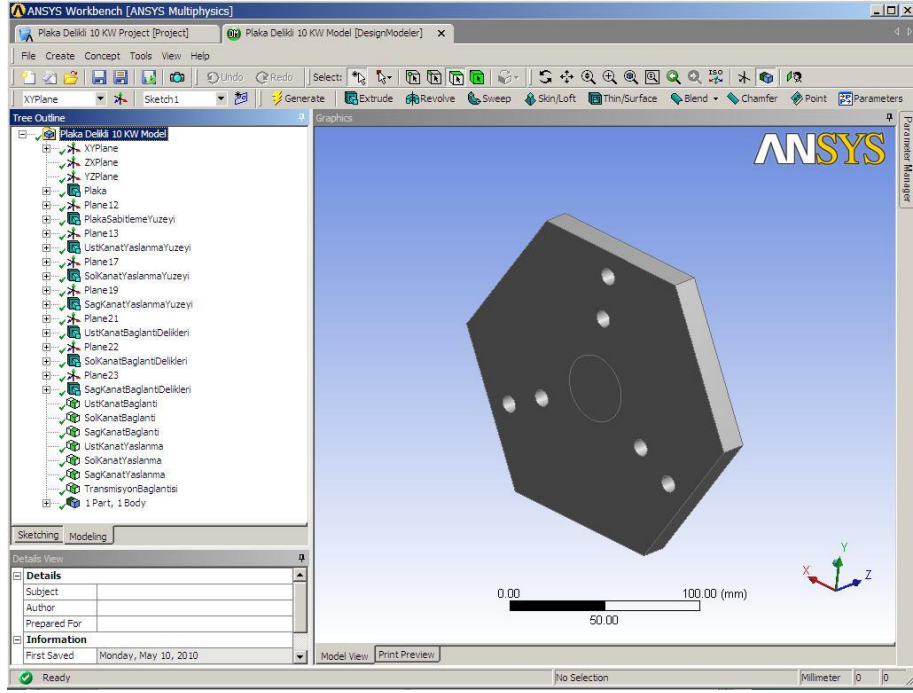 ANSYS Workbench [ANSYS Multiphysics]
Plaka Delikli 10 KW Project [Project]
Plaka Delikli 10 KW Model [DesignModeler]
File Create Concept Tools View Help
Undo Redo Select:
XYPlane Sketch1 Generate Extrude Revolve Sweep Skin/Loft Thin/Surface Blend Chamfer Point Parameters
Tree Outline
Graphics
Parameter Manager
Plaka Delikli 10 KW Model
XYPlane
ZXPlane
YZPlane
Plaka
Plane12
PlakaSabitlemeYuzeyi
Plane13
UstKanatYaslanmaYuzeyi
Plane17
SolKanatYaslanmaYuzeyi
Plane19
SagKanatYaslanmaYuzeyi
Plane21
UstKanatBaglantiDelikleri
Plane22
SolKanatBaglantiDelikleri
Plane23
SagKanatBaglantiDelikleri
UstKanatBaglanti
SolKanatBaglanti
SagKanatBaglanti
UstKanatYaslanma
SolKanatYaslanma
SagKanatYaslanma
TransmisyonBaglantisi
1 Part, 1 Body
Sketching Modeling
Details View
Details
Subject
Author
Prepared For
Information
First Saved Monday, May 10, 2010
ANSYS
Y
X
Z
0.00 100.00 (mm)
50.00
Model View Print Preview
Ready No Selection Millimeter 0 0